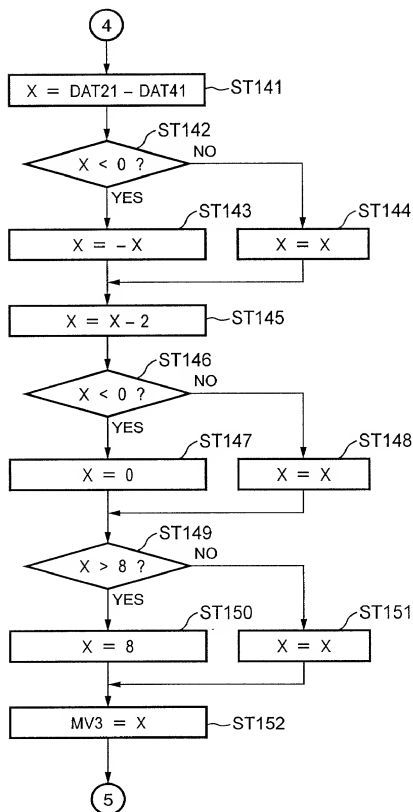 4
X = DAT21 – DAT41
ST141
ST142
X < 0 ?
NO
YES
ST143
X = – X
ST144
X = X
X = X – 2
ST145
ST146
X < 0 ?
NO
YES
ST147
X = 0
ST148
X = X
ST149
X > 8 ?
NO
YES
ST150
X = 8
ST151
X = X
MV3 = X
ST152
5